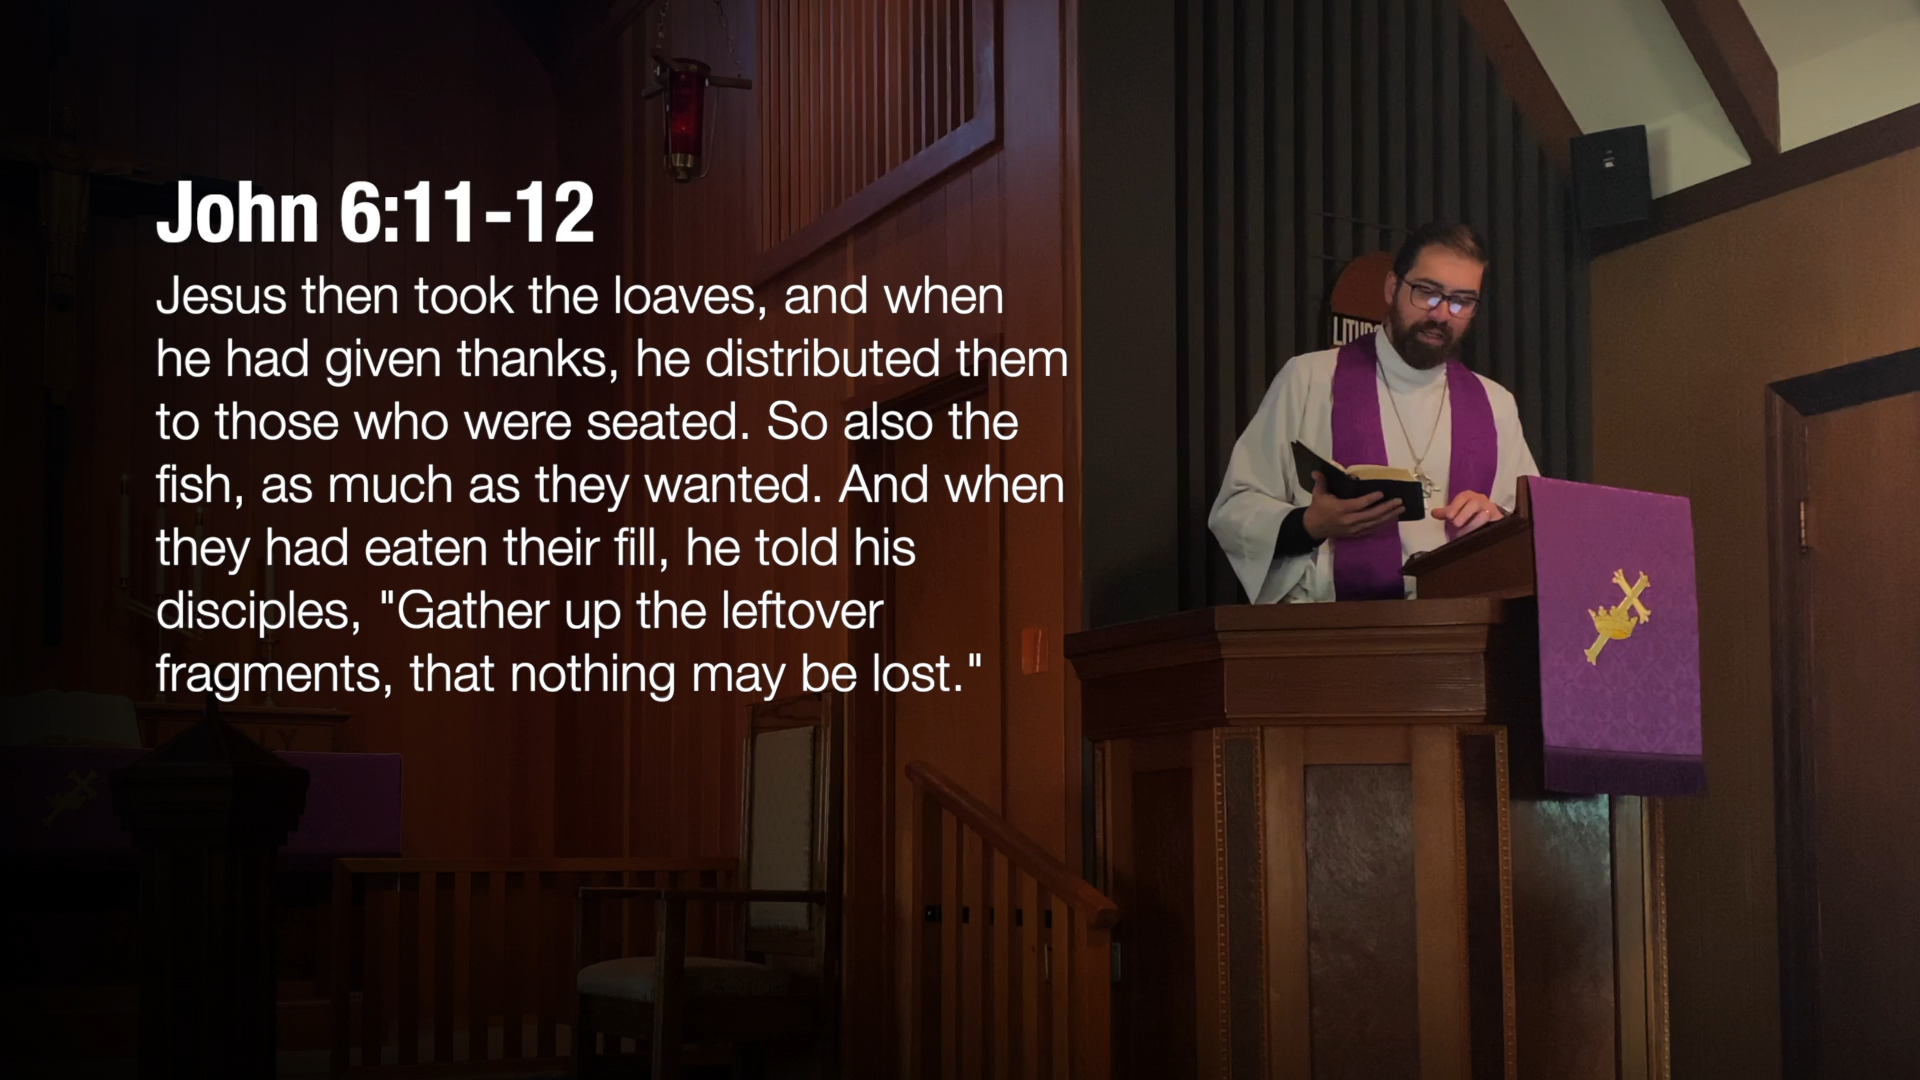 John 6:11-12
Jesus then took the loaves, and when
he had given thanks, he distributed them
to those who were seated. So also the
fish, as much as they wanted. And when
they had eaten their fill, he told his
disciples, "Gather up the leftover
fragments, that nothing may be lost."